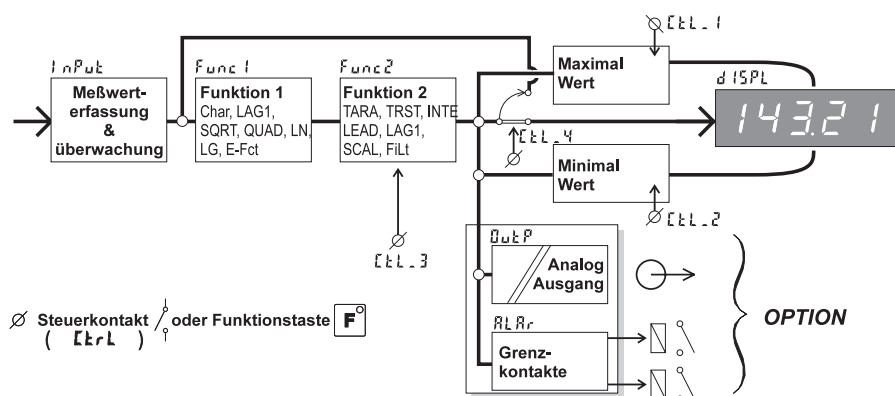 CtL_1
InPut
Func1
Func2
Meßwert-
erfassung
&
überwachung
Funktion 1
Char, LAG1,
SQRT, QUAD, LN,
LG, E-Fct
Funktion 2
TARA, TRST, INTE
LEAD, LAG1,
SCAL, FiLt
Maximal
Wert
dISPL
143.21
CtL_4
Minimal
Wert
CtL_3
CtL_2
OutP
Analog
Ausgang
ALAr
Grenz-
kontakte
OPTION
Steuerkontakt oder Funktionstaste F
( CtrL )